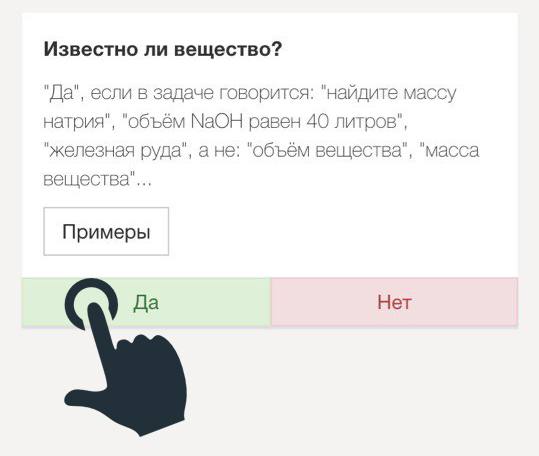 Известно ли вещество?
"Да", если в задаче говорится: "найдите массу
натрия", "объём NaOH равен 40 литров",
"железная руда", а не: "объём вещества", "масса
вещества"...
Примеры
Да
Нет